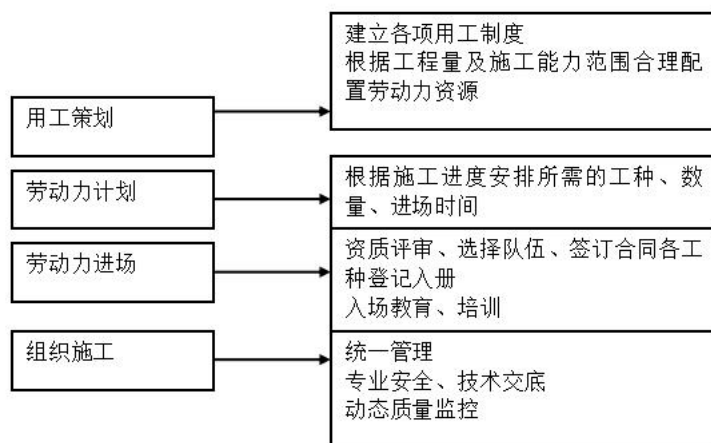 建立各项用工制度
根据工程量及施工能力范围合理配
置劳动力资源
用工策划
劳动力计划
根据施工进度安排所需的工种、数
量、进场时间
劳动力进场
资质评审、选择队伍、签订合同各工
种登记入册
入场教育、培训
组织施工
统一管理
专业安全、技术交底
动态质量监控